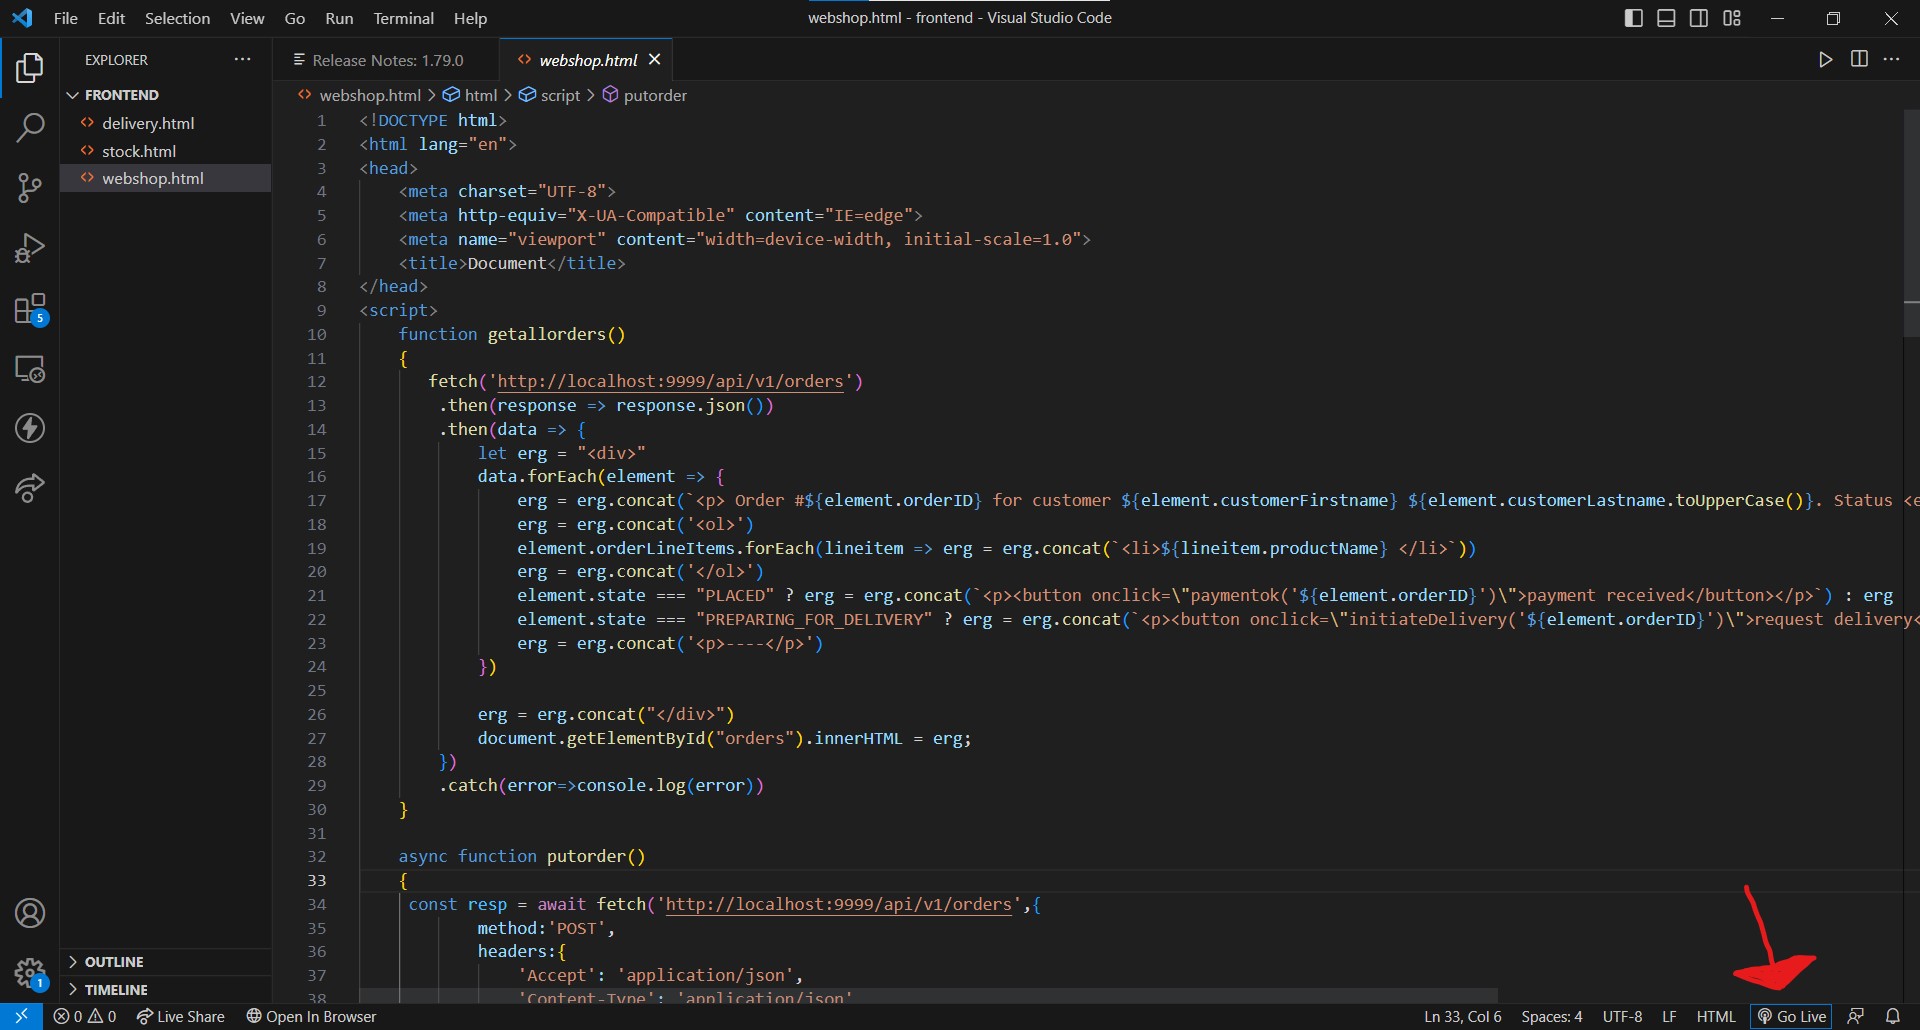 File Edit Selection View Go Run Terminal Help
webshop.html - frontend - Visual Studio Code
EXPLORER
Release Notes: 1.79.0
webshop.html
FRONTEND
delivery.html
stock.html
webshop.html
webshop.html > html > script > putorder
1 <!DOCTYPE html>
2 <html lang="en">
3 <head>
4     <meta charset="UTF-8">
5     <meta http-equiv="X-UA-Compatible" content="IE=edge">
6     <meta name="viewport" content="width=device-width, initial-scale=1.0">
7     <title>Document</title>
8 </head>
9 <script>
10     function getallorders()
11     {
12        fetch('http://localhost:9999/api/v1/orders')
13         .then(response => response.json())
14         .then(data => {
15             let erg = "<div>"
16             data.forEach(element => {
17                 erg = erg.concat(`<p> Order #${element.orderID} for customer ${element.customerFirstname} ${element.customerLastname.toUpperCase()}. Status <e
18                 erg = erg.concat('<ol>')
19                 element.orderLineItems.forEach(lineitem => erg = erg.concat(`<li>${lineitem.productName} </li>`))
20                 erg = erg.concat('</ol>')
21                 element.state === "PLACED" ? erg = erg.concat(`<p><button onclick=\"paymentok('${element.orderID}')\">payment received</button></p>`) : erg
22                 element.state === "PREPARING_FOR_DELIVERY" ? erg = erg.concat(`<p><button onclick=\"initiateDelivery('${element.orderID}')\">request delivery<
23                 erg = erg.concat('<p>----</p>')
24             })
25
26             erg = erg.concat("</div>")
27             document.getElementById("orders").innerHTML = erg;
28         })
29         .catch(error=>console.log(error))
30     }
31
32     async function putorder()
33     {
34      const resp = await fetch('http://localhost:9999/api/v1/orders',{
35             method:'POST',
36             headers:{
37                 'Accept': 'application/json',
38                 'Content-Type': 'application/json'
5
1
OUTLINE
TIMELINE
0 0 Live Share Open In Browser
Ln 33, Col 6 Spaces: 4 UTF-8 LF HTML Go Live